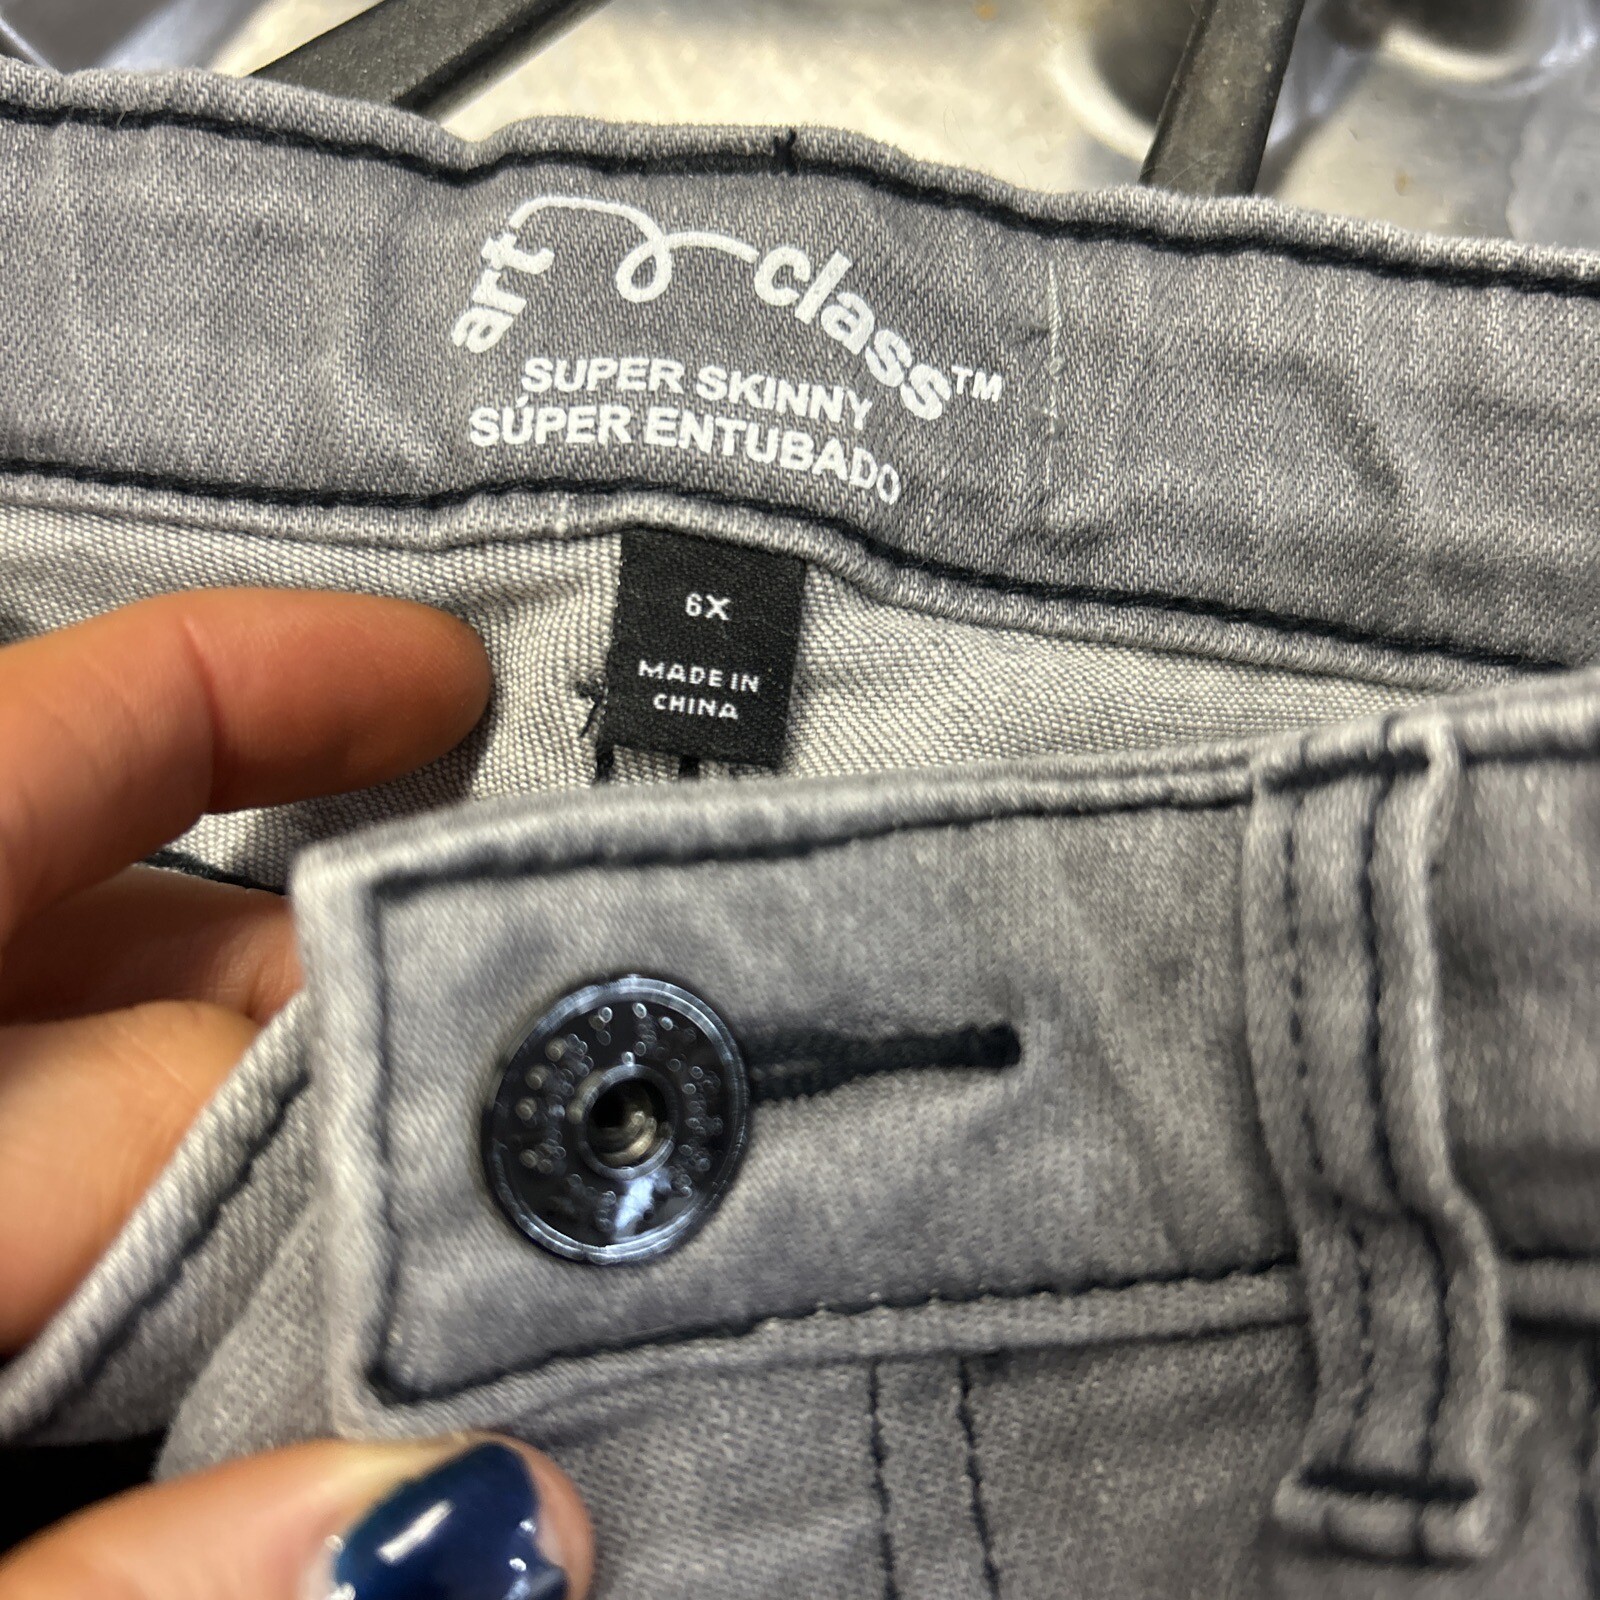 art class™
SUPER SKINNY
SÚPER ENTUBADO
6X
MADE IN
CHINA